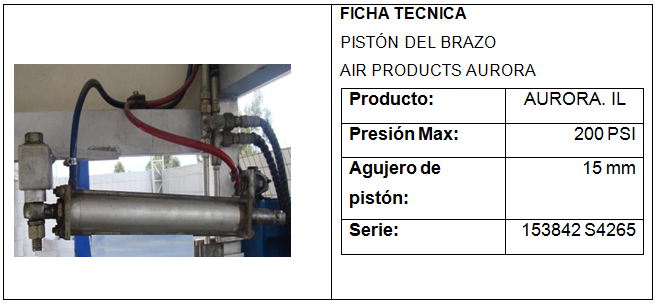 FICHA TECNICA
PISTÓN DEL BRAZO
AIR PRODUCTS AURORA
Producto: AURORA. IL
Presión Max: 200 PSI
Agujero de 15 mm
pistón:
Serie: 153842 S4265